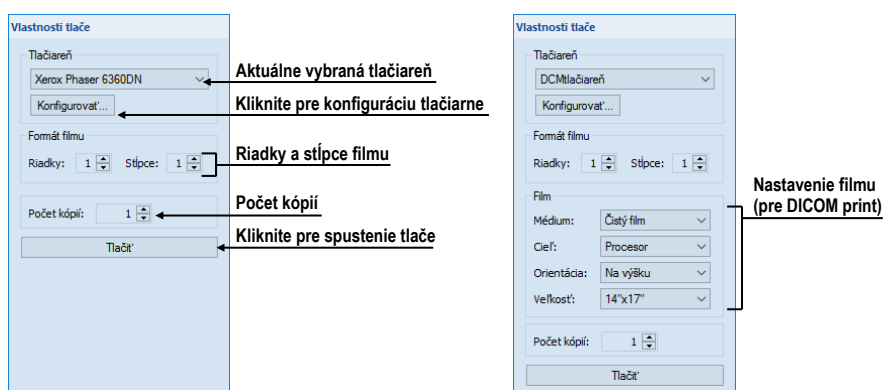 Vlastnosti tlače
Tlačiareň
Xerox Phaser 6360DN
Aktuálne vybraná tlačiareň
Konfigurovať...
Kliknite pre konfiguráciu tlačiarne
Formát filmu
Riadky: 1 Stĺpce: 1
Riadky a stĺpce filmu
Počet kópií: 1
Počet kópií
Tlačiť
Kliknite pre spustenie tlače
Vlastnosti tlače
Tlačiareň
DCMtlačiareň
Konfigurovať...
Formát filmu
Riadky: 1 Stĺpce: 1
Film
Médium: Čistý film
Cieľ: Procesor
Orientácia: Na výšku
Veľkosť: 14"x17"
Nastavenie filmu
(pre DICOM print)
Počet kópií: 1
Tlačiť